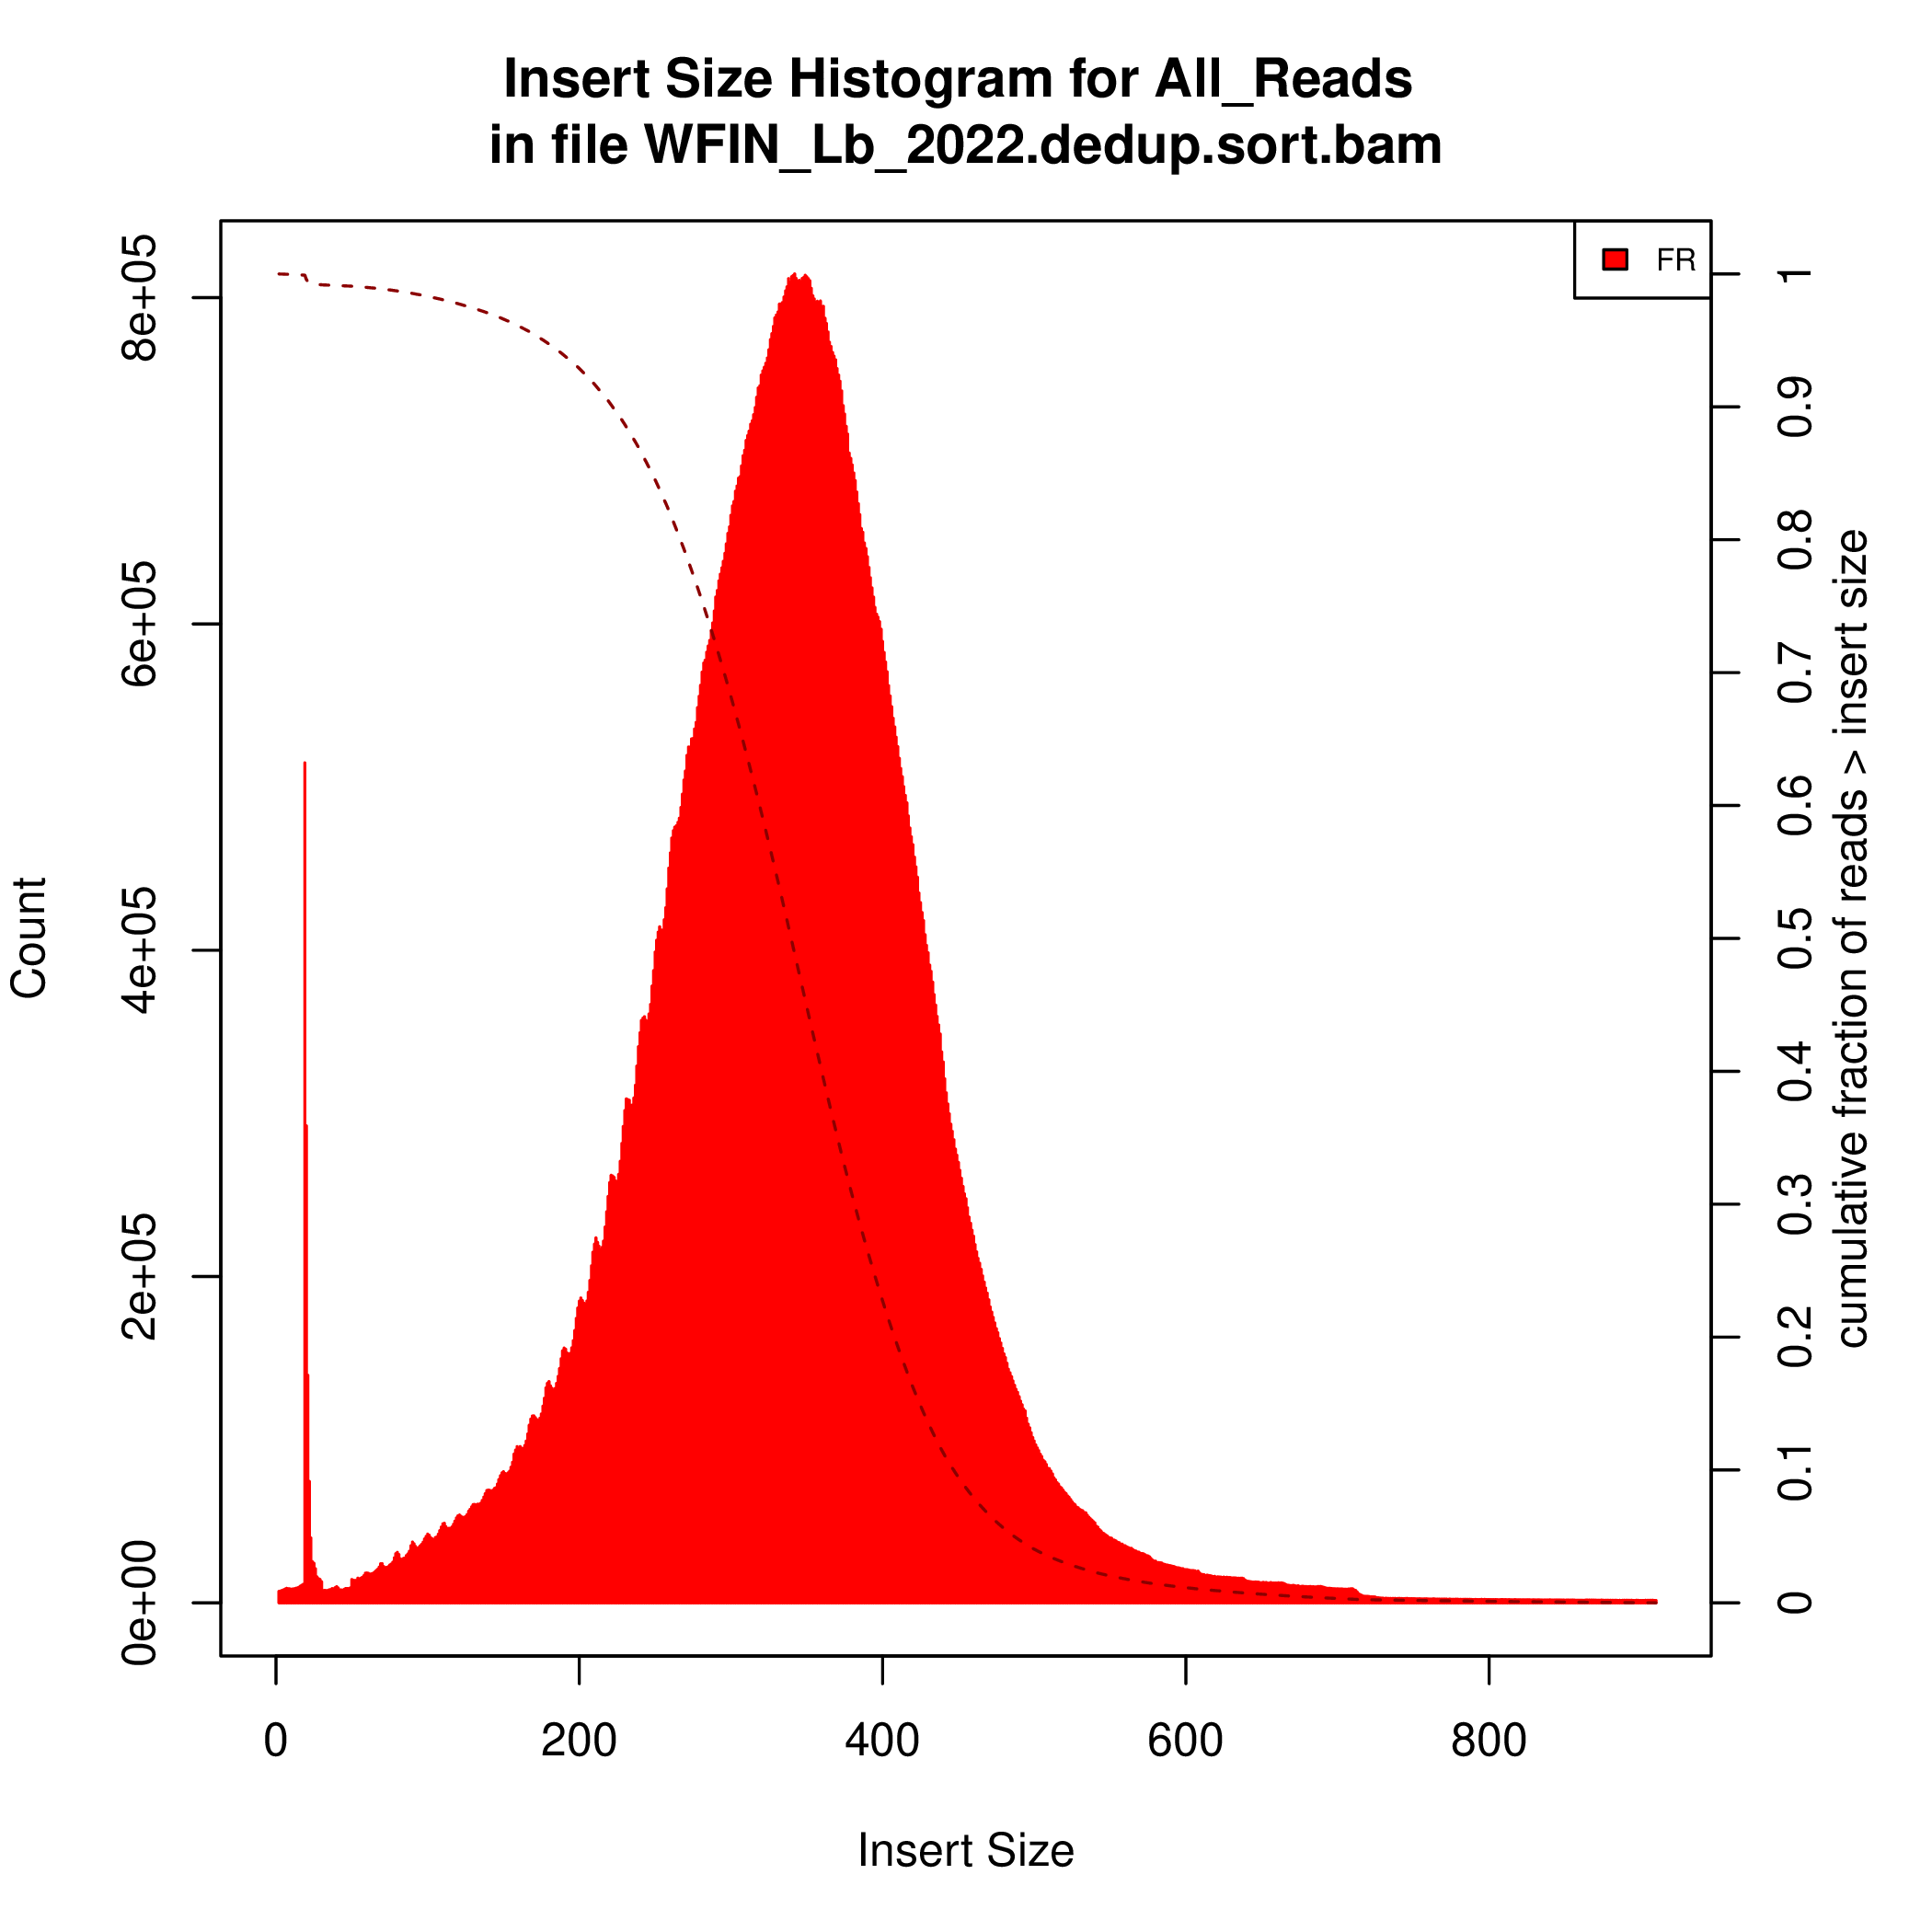 Insert Size Histogram for All_Reads
in file WFIN_Lb_2022.dedup.sort.bam
FR
Count
0e+00
2e+05
4e+05
6e+05
8e+05
0
0.1
0.2
0.3
0.4
0.5
0.6
0.7
0.8
0.9
1
cumulative fraction of reads > insert size
0
200
400
600
800
Insert Size